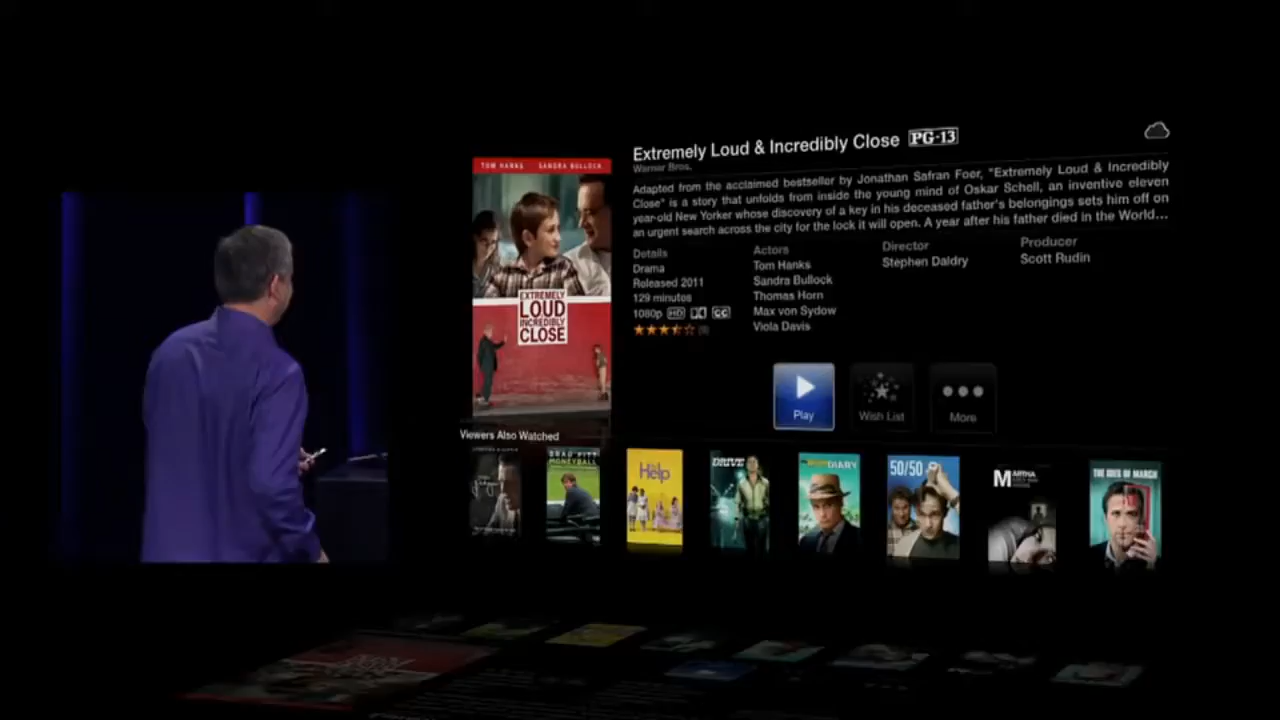 Extremely Loud & Incredibly Close PG-13
Warner Bros.
Adapted from the acclaimed bestseller by Jonathan Safran Foer, "Extremely Loud & Incredibly
Close" is a story that unfolds from inside the young mind of Oskar Schell, an inventive eleven
year-old New Yorker whose discovery of a key in his deceased father's belongings sets him off on
an urgent search across the city for the lock it will open. A year after his father died in the World...
TOM HANKS SANDRA BULLOCK
EXTREMELY
LOUD
INCREDIBLY
CLOSE
Details
Drama
Released 2011
129 minutes
1080p HD CC
Actors
Tom Hanks
Sandra Bullock
Thomas Horn
Max von Sydow
Viola Davis
Director
Stephen Daldry
Producer
Scott Rudin
Play
Wish List
More
Viewers Also Watched
BRAD PITT
MONEYBALL
the Help
DRIVE
DIARY
50/50
MARTHA
THE IDES OF MARCH